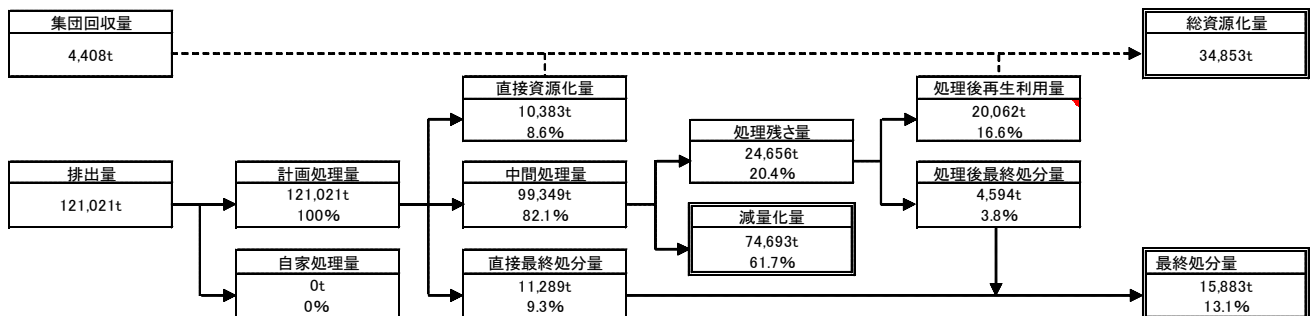 集団回収量
4,408t
総資源化量
34,853t
直接資源化量
10,383t
8.6%
処理後再生利用量
20,062t
16.6%
処理残さ量
24,656t
20.4%
排出量
121,021t
計画処理量
121,021t
100%
中間処理量
99,349t
82.1%
処理後最終処分量
4,594t
3.8%
減量化量
74,693t
61.7%
自家処理量
0t
0%
直接最終処分量
11,289t
9.3%
最終処分量
15,883t
13.1%